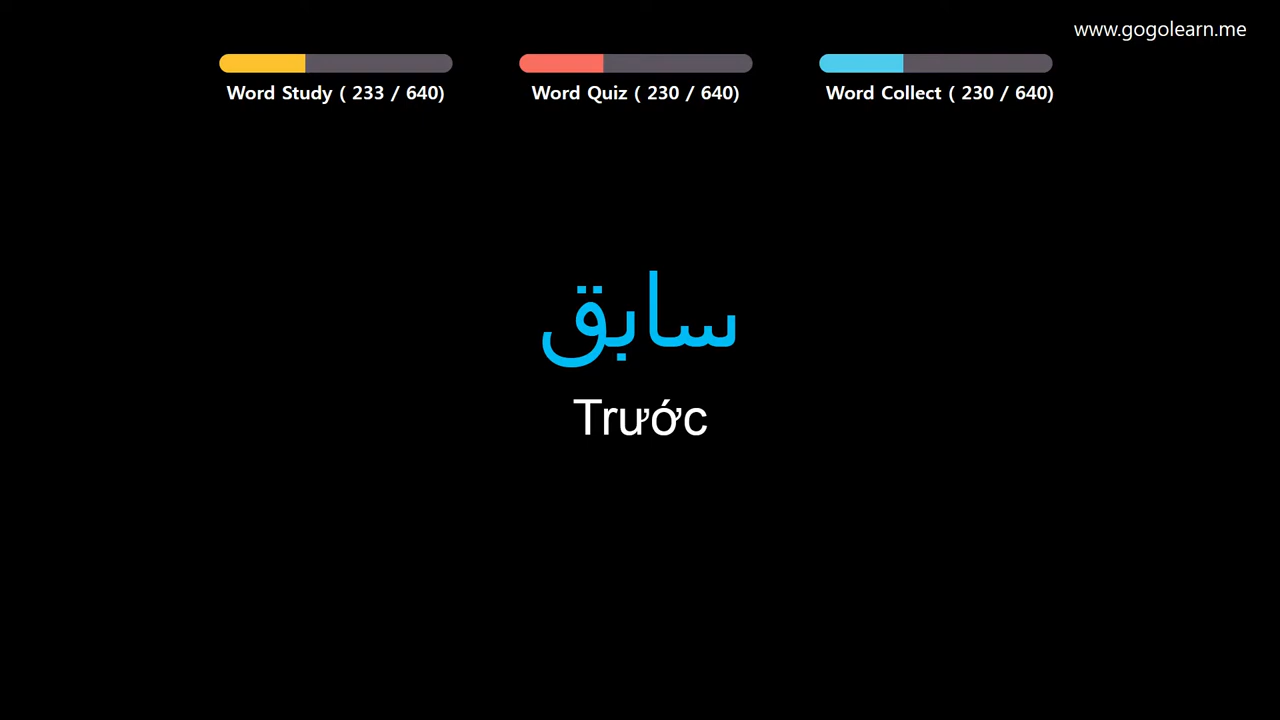 www.gogolearn.me
Word Study ( 233 / 640)
Word Quiz ( 230 / 640)
Word Collect ( 230 / 640)
سابق
Trước